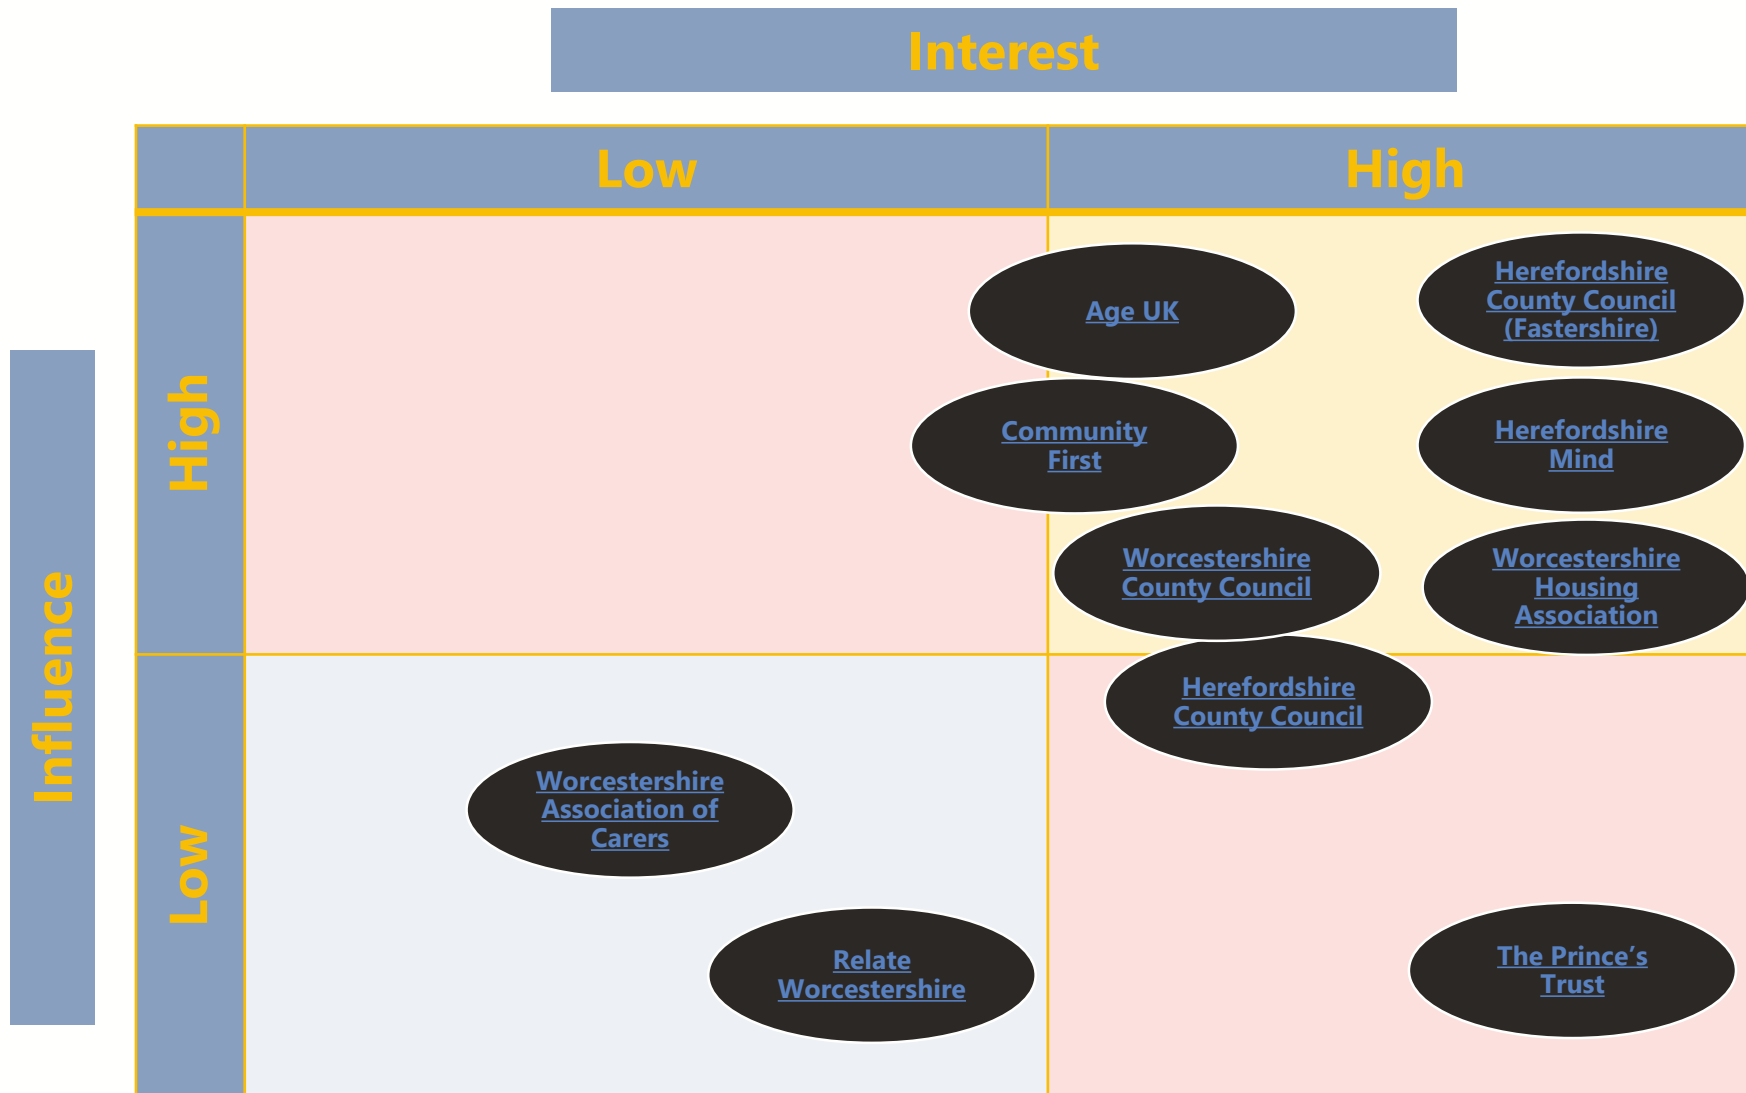 Interest
Low
High
High
Age UK
Herefordshire
County Council
(Fastershire)
Community
First
Herefordshire
Mind
Worcestershire
County Council
Worcestershire
Housing
Association
Influence
Low
Herefordshire
County Council
Worcestershire
Association of
Carers
Relate
Worcestershire
The Prince’s
Trust